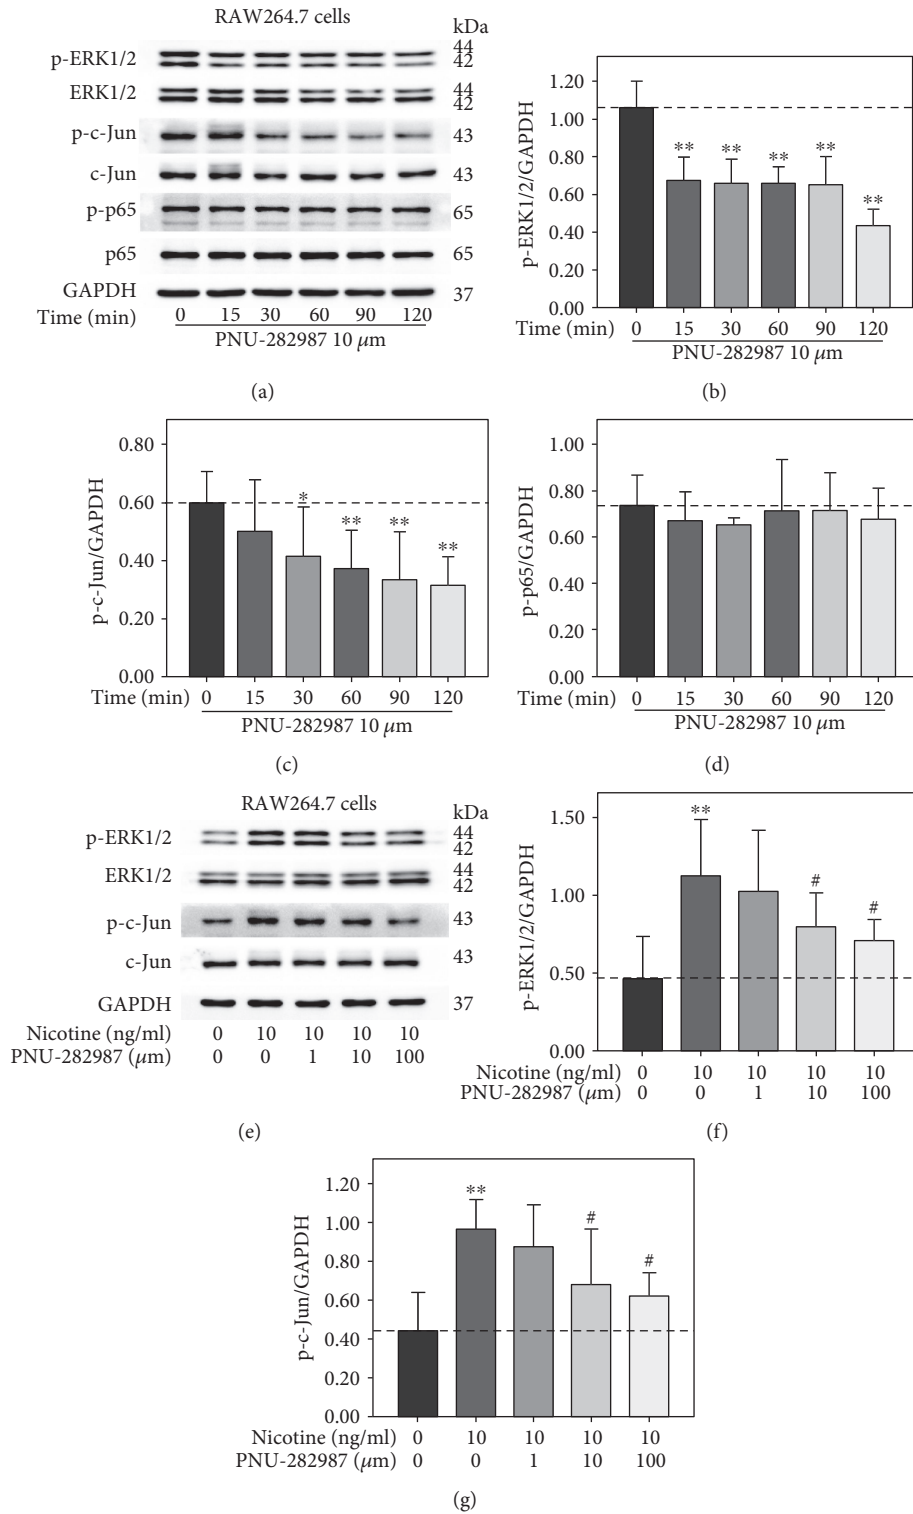 RAW264.7 cells
kDa
p-ERK1/2 44
42
ERK1/2 44
42
p-c-Jun 43
c-Jun 43
p-p65 65
p65 65
GAPDH 37
Time (min) 0 15 30 60 90 120
PNU-282987 10 μm
(a)
p-ERK1/2/GAPDH
1.20
1.00
0.80
0.60
0.40
0.20
0.00
** ** ** ** **
Time (min) 0 15 30 60 90 120
PNU-282987 10 μm
(b)
p-c-Jun/GAPDH
0.80
0.60
0.40
0.20
0.00
* ** ** **
Time (min) 0 15 30 60 90 120
PNU-282987 10 μm
(c)
p-p65/GAPDH
1.00
0.80
0.60
0.40
0.20
0.00
Time (min) 0 15 30 60 90 120
PNU-282987 10 μm
(d)
RAW264.7 cells
kDa
p-ERK1/2 44
42
ERK1/2 44
42
p-c-Jun 43
c-Jun 43
GAPDH 37
Nicotine (ng/ml) 0 10 10 10 10
PNU-282987 (μm) 0 0 1 10 100
(e)
p-ERK1/2/GAPDH
1.50
1.00
0.50
0.00
** # #
Nicotine (ng/ml) 0 10 10 10 10
PNU-282987 (μm) 0 0 1 10 100
(f)
p-c-Jun/GAPDH
1.20
1.00
0.80
0.60
0.40
0.20
0.00
** # #
Nicotine (ng/ml) 0 10 10 10 10
PNU-282987 (μm) 0 0 1 10 100
(g)